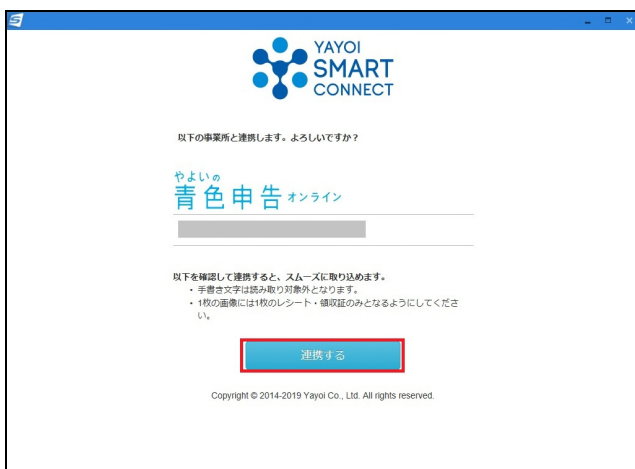 YAYOI
SMART
CONNECT
以下の事業所と連携します。よろしいですか？
やよいの
青色申告 オンライン
以下を確認して連携すると、スムーズに取り込めます。
・ 手書き文字は読み取り対象外となります。
・ 1枚の画像には1枚のレシート・領収証のみとなるようにしてくださ
い。
連携する
Copyright © 2014-2019 Yayoi Co., Ltd. All rights reserved.